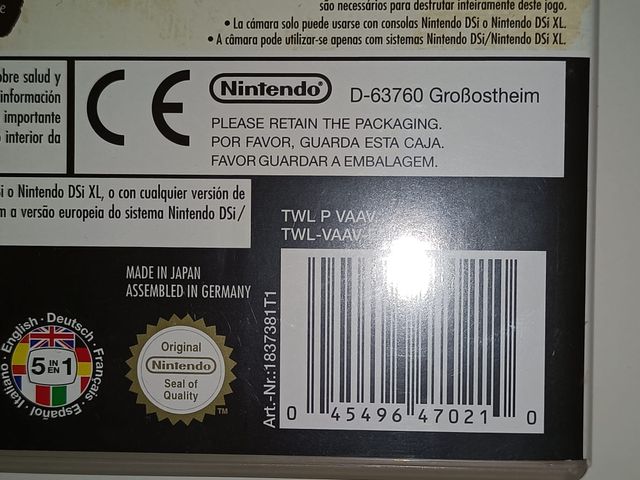 são necessários para desfrutar inteiramente deste jogo.
• La cámara solo puede usarse con consolas Nintendo DSi o Nintendo DSi XL.
• A câmara pode utilizar-se apenas com sistemas Nintendo DSi/Nintendo DSi XL.
obre salud y
información
importante
interior da
CE
Nintendo
D-63760 Großostheim
PLEASE RETAIN THE PACKAGING.
POR FAVOR, GUARDA ESTA CAJA.
FAVOR GUARDAR A EMBALAGEM.
Si o Nintendo DSi XL, o con cualquier versión de
m a versão europeia do sistema Nintendo DSi/
TWL P VAAV
TWL-VAAV
MADE IN JAPAN
ASSEMBLED IN GERMANY
English · Deutsch · Français · Español · Italiano
5 IN EN 1
Original
Nintendo
Seal of
Quality
TM
Art.-Nr.:1837381T1
0 45496 47021 0